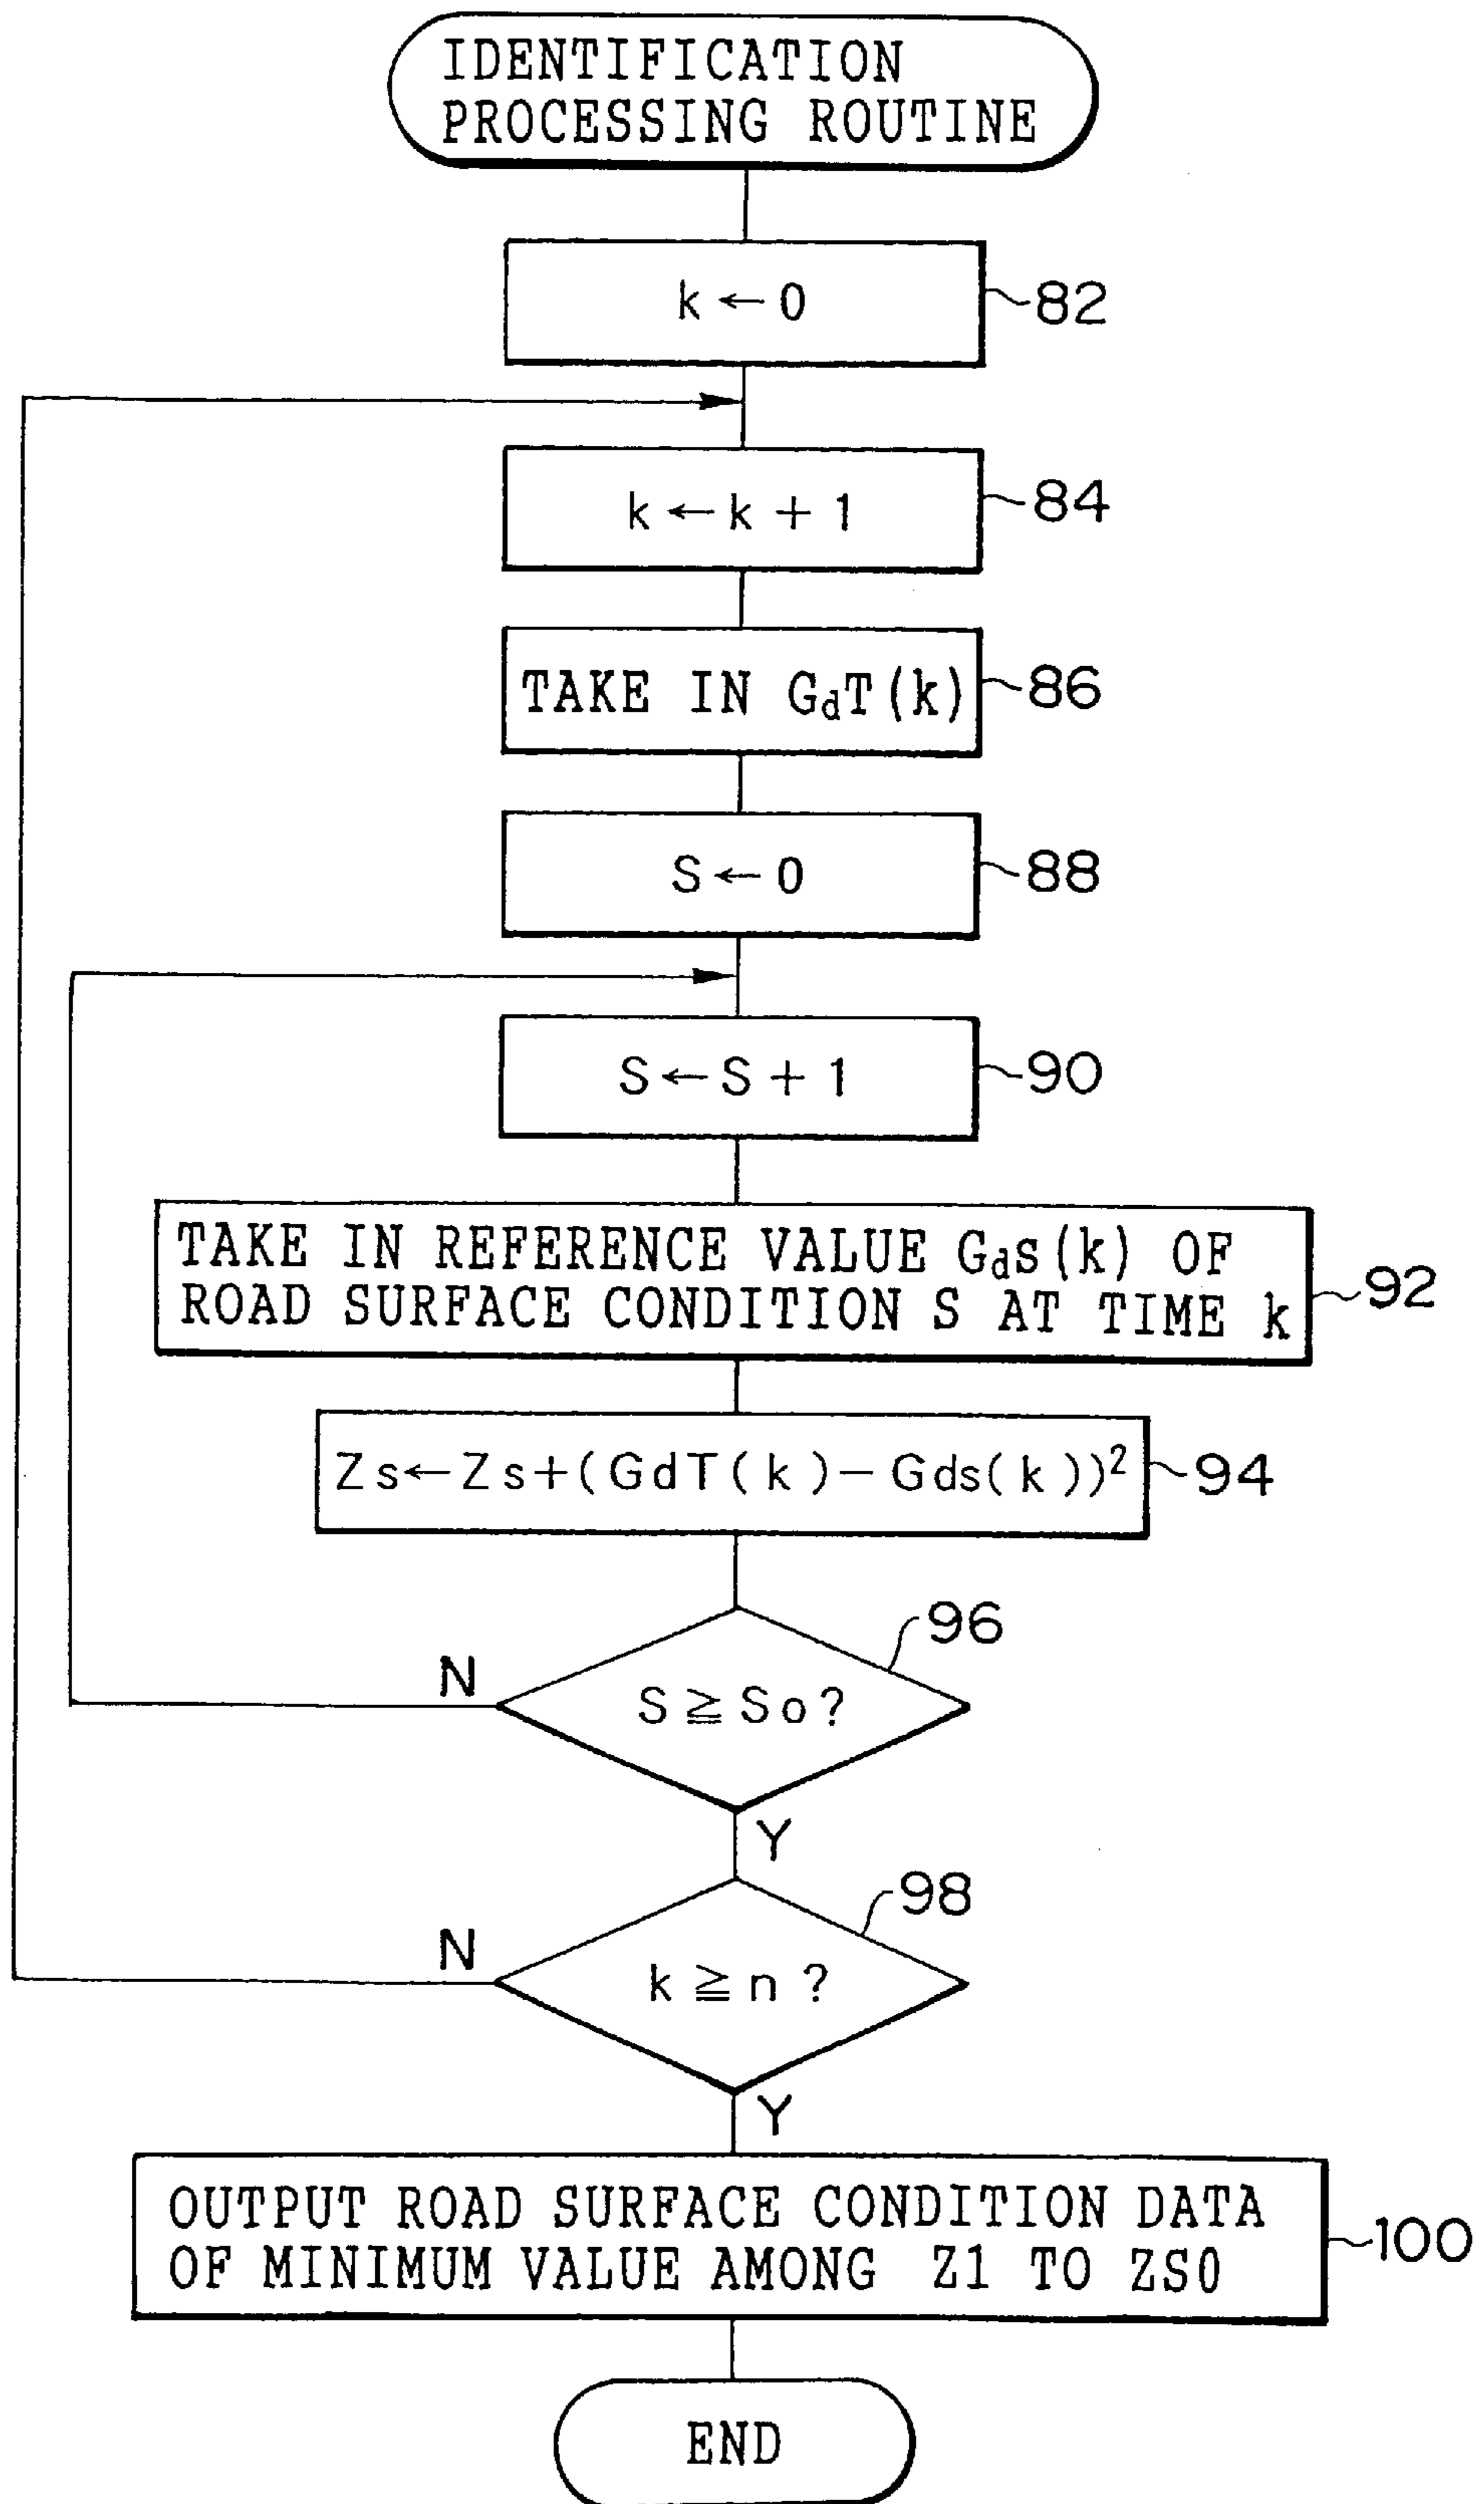 IDENTIFICATION
PROCESSING ROUTINE
k←0
82
k←k+1
84
TAKE IN GdT(k)
86
S←0
88
S←S+1
90
TAKE IN REFERENCE VALUE Gds(k) OF
ROAD SURFACE CONDITION S AT TIME k
92
Zs←Zs+(GdT(k)−Gds(k))²
94
96
N
S≧So?
Y
98
N
k≧n?
Y
OUTPUT ROAD SURFACE CONDITION DATA
OF MINIMUM VALUE AMONG Z1 TO ZS0
100
END